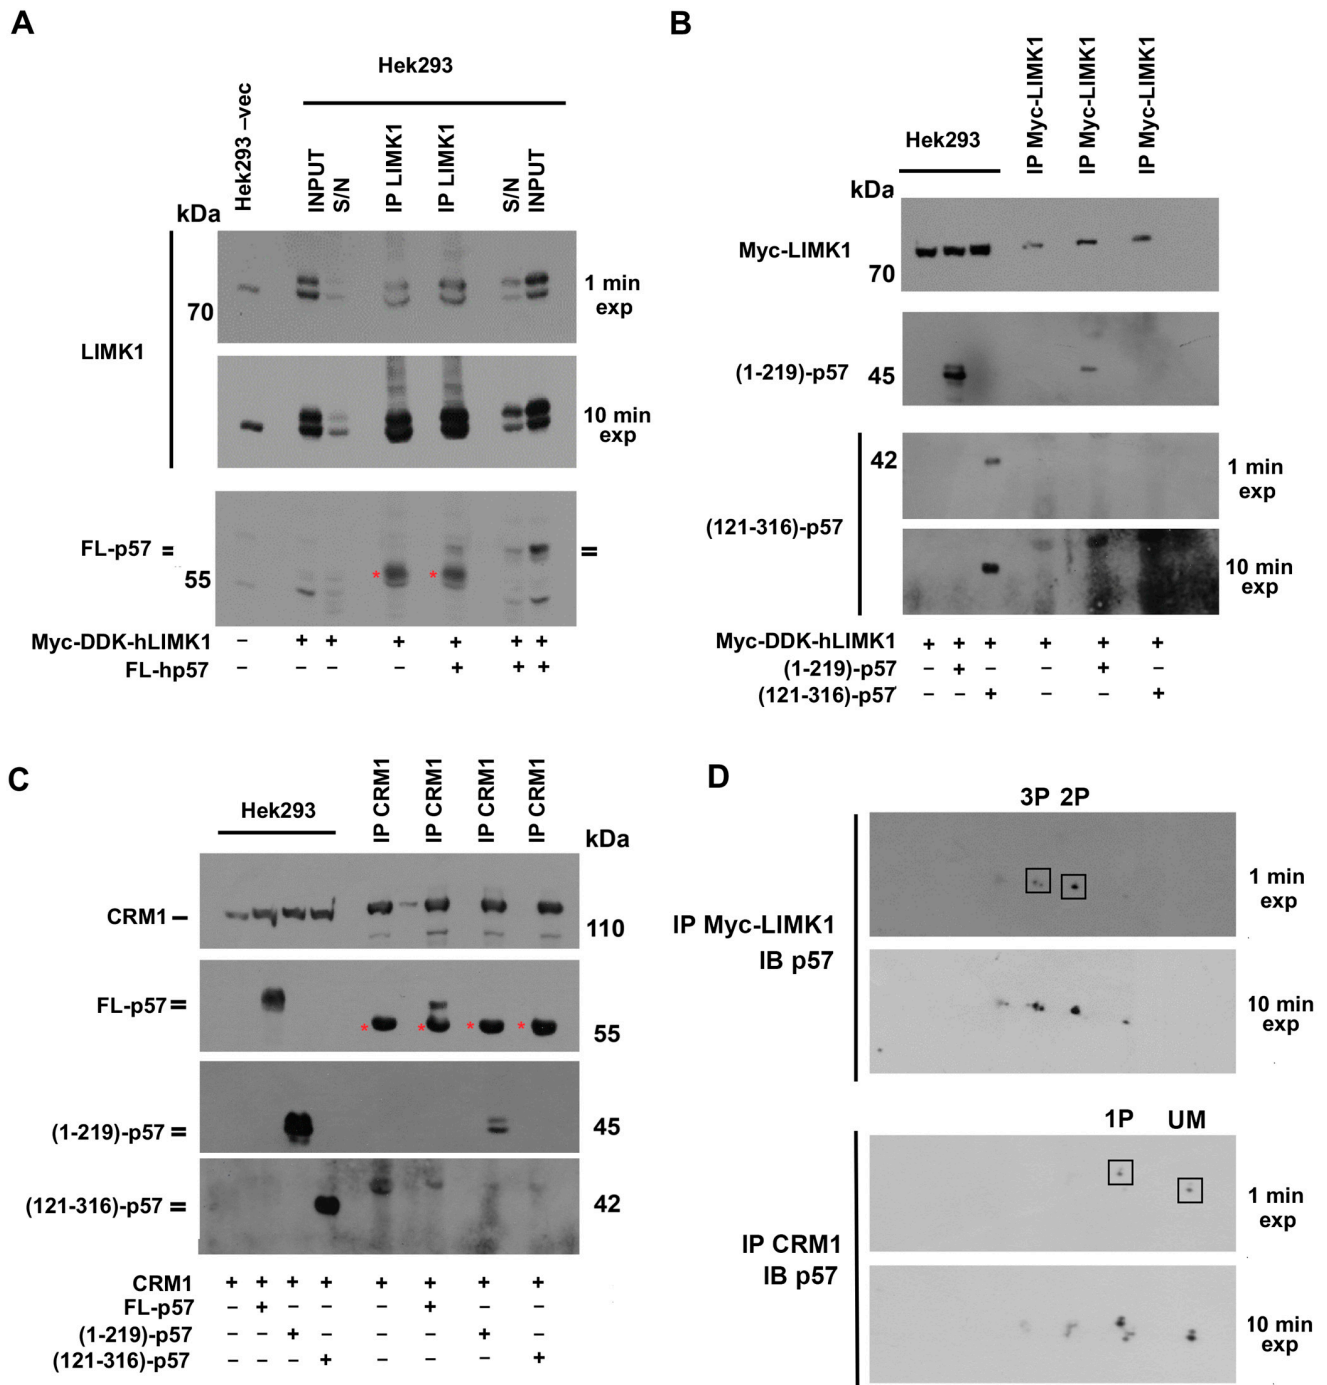 A
Hek293
Hek293 –vec
INPUT
S/N
IP LIMK1
IP LIMK1
S/N
INPUT
kDa
1 min
exp
70
LIMK1
10 min
exp
FL-p57 =
=
55
* *
Myc-DDK-hLIMK1 – + + + + + +
FL-hp57 – – – – + + +
B
IP Myc-LIMK1
IP Myc-LIMK1
IP Myc-LIMK1
Hek293
kDa
Myc-LIMK1
70
(1-219)-p57 45
42
1 min
exp
(121-316)-p57
10 min
exp
Myc-DDK-hLIMK1 + + + + + +
(1-219)-p57 – + – – + –
(121-316)-p57 – – + – – +
C
Hek293
IP CRM1
IP CRM1
IP CRM1
IP CRM1
kDa
CRM1 –
110
FL-p57 =
* * * *
55
(1-219)-p57 = 45
(121-316)-p57 = 42
CRM1 + + + + + + + +
FL-p57 – + – – – + – –
(1-219)-p57 – – + – – – + –
(121-316)-p57 – – – + – – – +
D
3P 2P
1 min
exp
IP Myc-LIMK1
IB p57
10 min
exp
1P UM
1 min
exp
IP CRM1
IB p57
10 min
exp